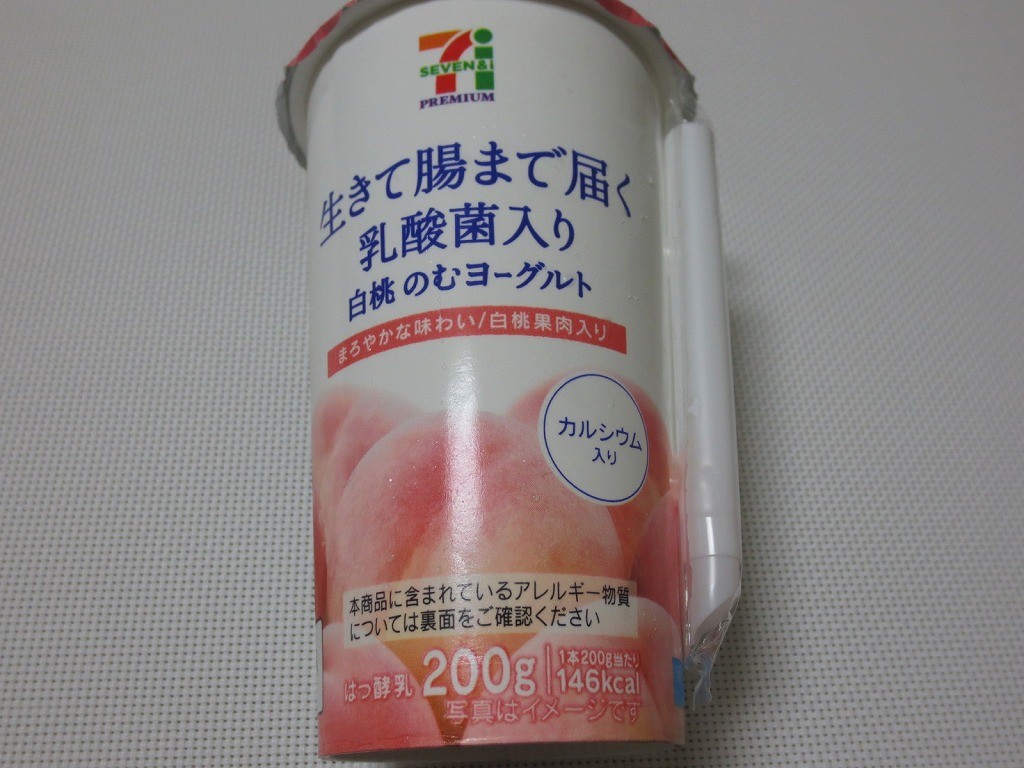 SEVEN&i
PREMIUM
生きて腸まで届く
乳酸菌入り
白桃 のむヨーグルト
まろやかな味わい/白桃果肉入り
カルシウム
入り
本商品に含まれているアレルギー物質
については裏面をご確認ください
はっ酵乳 200g 1本200g当たり
146kcal
写真はイメージです